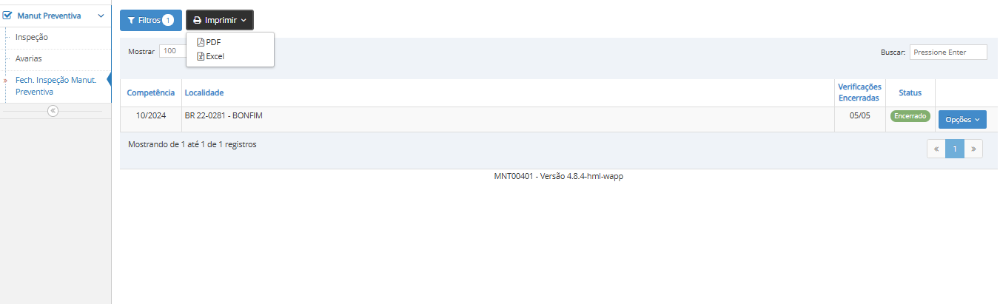 Manut Preventiva
Inspeção
Avarias
Fech. Inspeção Manut.
Preventiva
Filtros 1
Imprimir
PDF
Excel
Mostrar 100
Buscar: Pressione Enter
Competência Localidade Verificações Encerradas Status
10/2024 BR 22-0281 - BONFIM 05/05 Encerrado Opções
Mostrando de 1 até 1 de 1 registros
« 1 »
MNT00401 - Versão 4.8.4-hml-wapp